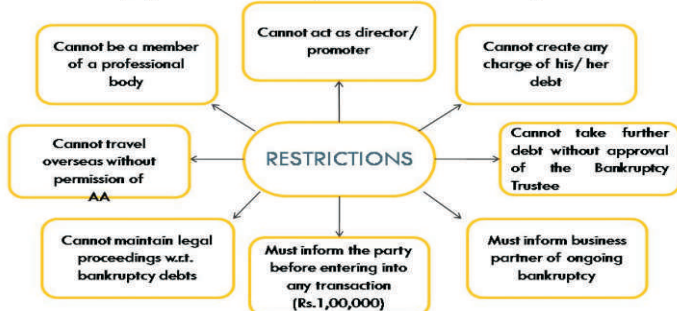 Cannot be a member
of a professional
body
Cannot act as director/
promoter
Cannot create any
charge of his/ her
debt
Cannot travel
overseas without
permission of
AA
RESTRICTIONS
Cannot take further
debt without approval
of the Bankruptcy
Trustee
Cannot maintain legal
proceedings w.r.t.
bankruptcy debts
Must inform the party
before entering into
any transaction
(Rs.1,00,000)
Must inform business
partner of ongoing
bankruptcy